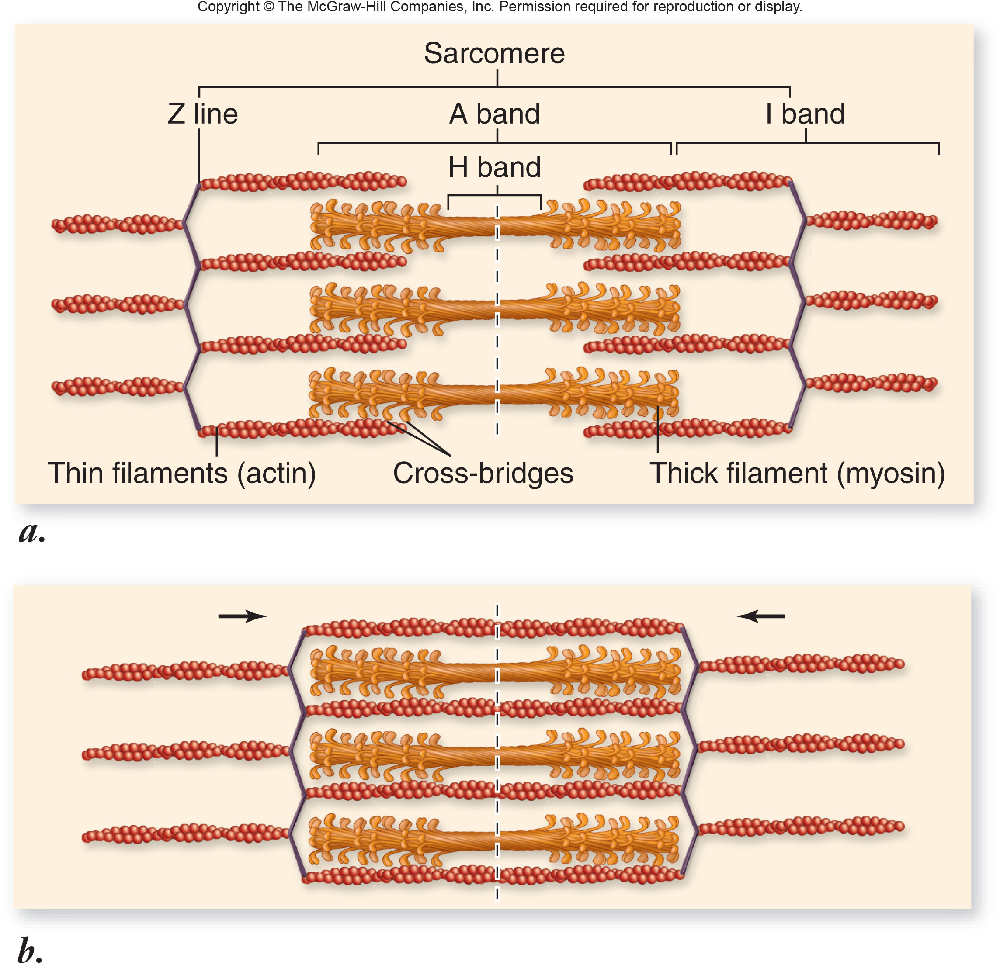 Copyright © The McGraw-Hill Companies, Inc. Permission required for reproduction or display.
Sarcomere
Z line
A band
I band
H band
Thin filaments (actin)
Cross-bridges
Thick filament (myosin)
a.
b.